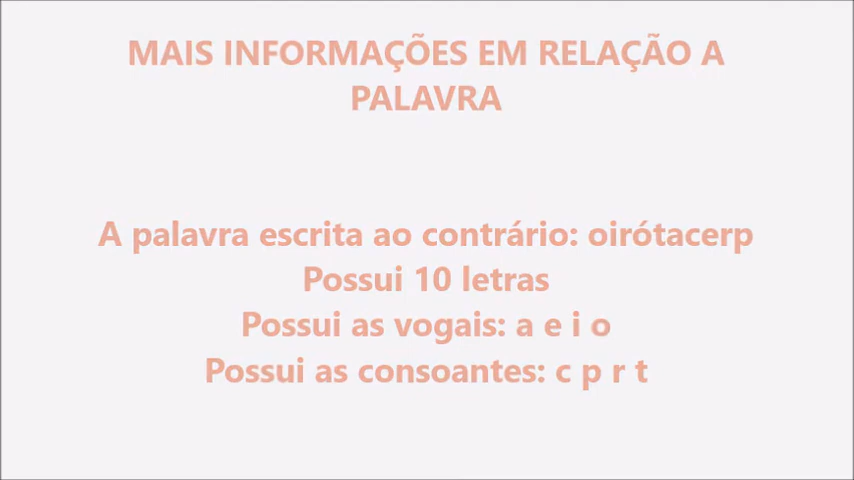 MAIS INFORMAÇÕES EM RELAÇÃO A
PALAVRA
A palavra escrita ao contrário: oirótacerp
Possui 10 letras
Possui as vogais: a e i o
Possui as consoantes: c p r t